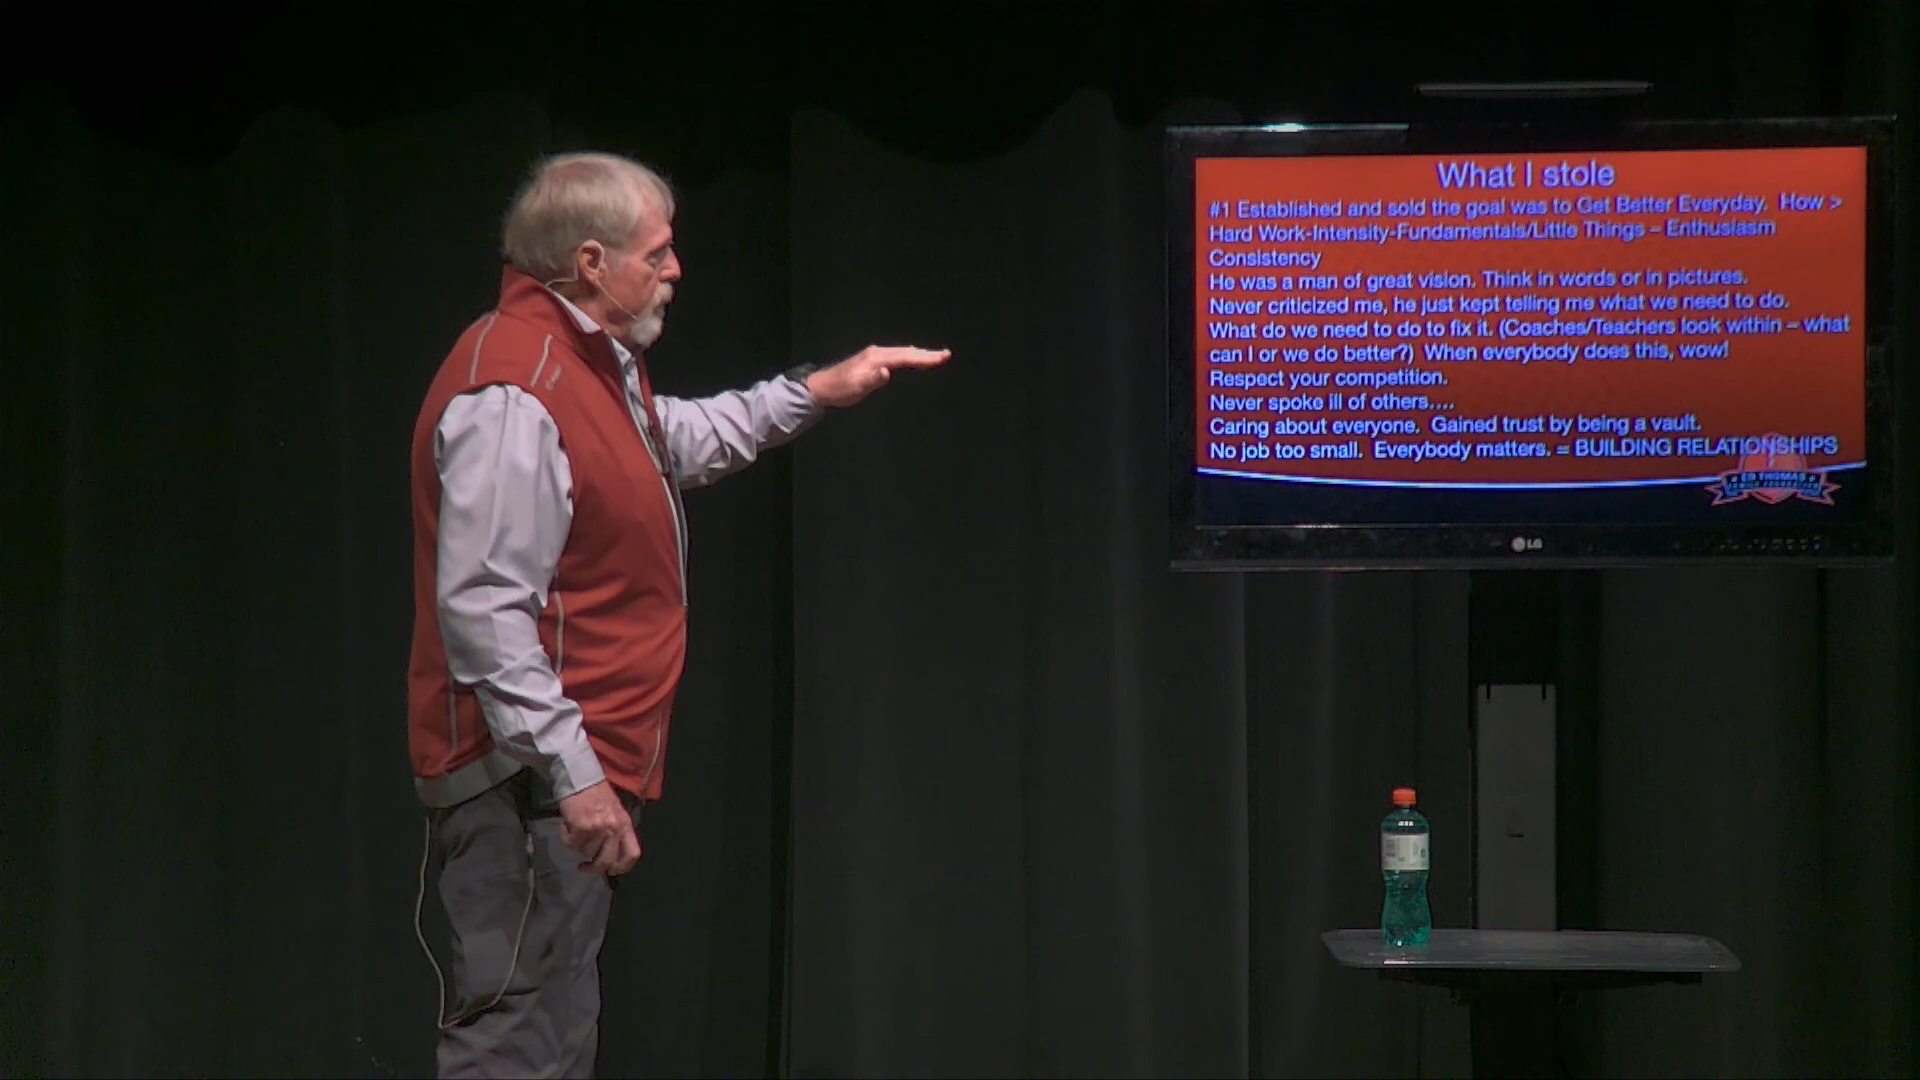 What I stole
#1 Established and sold the goal was to Get Better Everyday.  How >
Hard Work-Intensity-Fundamentals/Little Things – Enthusiasm
Consistency
He was a man of great vision. Think in words or in pictures.
Never criticized me, he just kept telling me what we need to do.
What do we need to do to fix it. (Coaches/Teachers look within – what
can I or we do better?)  When everybody does this, wow!
Respect your competition.
Never spoke ill of others….
Caring about everyone.  Gained trust by being a vault.
No job too small.  Everybody matters. = BUILDING RELATIONSHIPS
ED THOMAS
FAMILY FOUNDATION
LG